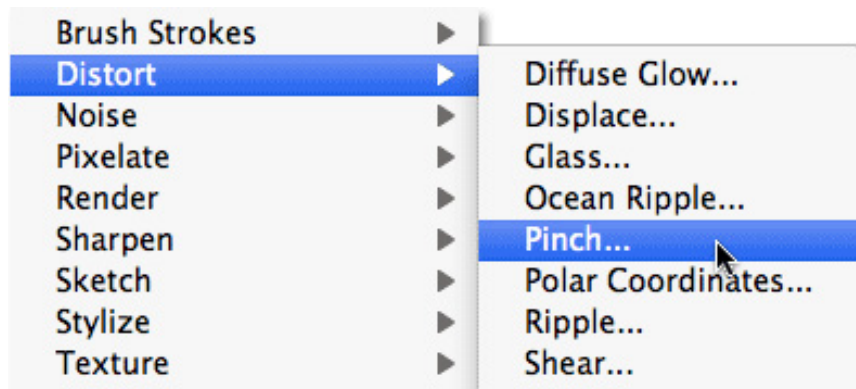 Brush Strokes
Distort
Noise
Pixelate
Render
Sharpen
Sketch
Stylize
Texture
Diffuse Glow...
Displace...
Glass...
Ocean Ripple...
Pinch...
Polar Coordinates...
Ripple...
Shear...